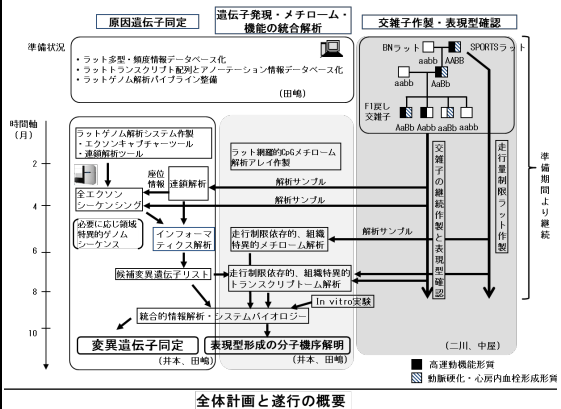 原因遺伝子同定
遺伝子発現・メチローム・
機能の統合解析
交雑子作製・表現型確認
準備状況
・ラット多型・頻度情報データベース化
・ラットトランスクリプト配列とアノーテーション情報データベース化
・ラットゲノム解析パイプライン整備
(田嶋)
BNラット
SPORTSラット
aabb
AABB
aabb
AaBb
F1戻し
交雑子
AaBb Aabb aaBb aabb
時間軸
(月)
2
4
6
8
10
ラットゲノム解析システム作製
・エクソンキャプチャーツール
・連鎖解析ツール
ラット網羅的CpGメチローム
解析アレイ作製
座位
情報
連鎖解析
解析サンプル
全エクソン
シーケンシング
解析サンプル
必要に応じ領域
特異的ゲノム
シーケンス
インフォーマ
ティクス解析
走行制限依存的、組織
特異的メチローム解析
解析サンプル
候補変異遺伝子リスト
走行制限依存的、組織特異的
トランスクリプトーム解析
In vitro実験
統合的情報解析・システムバイオロジー
変異遺伝子同定
(井本、田嶋)
表現型形成の分子機序解明
(井本、田嶋)
交雑子の継続作製と表現型確認
走行量制限ラット作製
準備期間より継続
(二川、中屋)
高運動機能形質
動脈硬化・心房内血栓形成形質
全体計画と遂行の概要